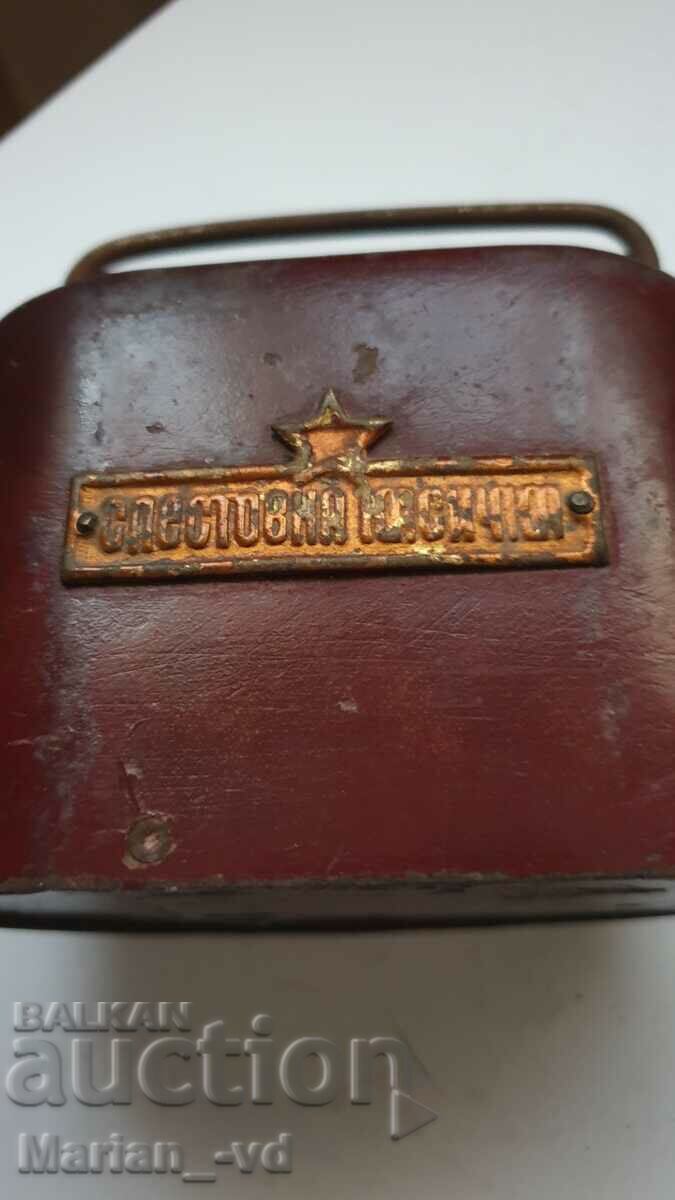 спестовна касичка
BALKAN
auction
Marian_-vd